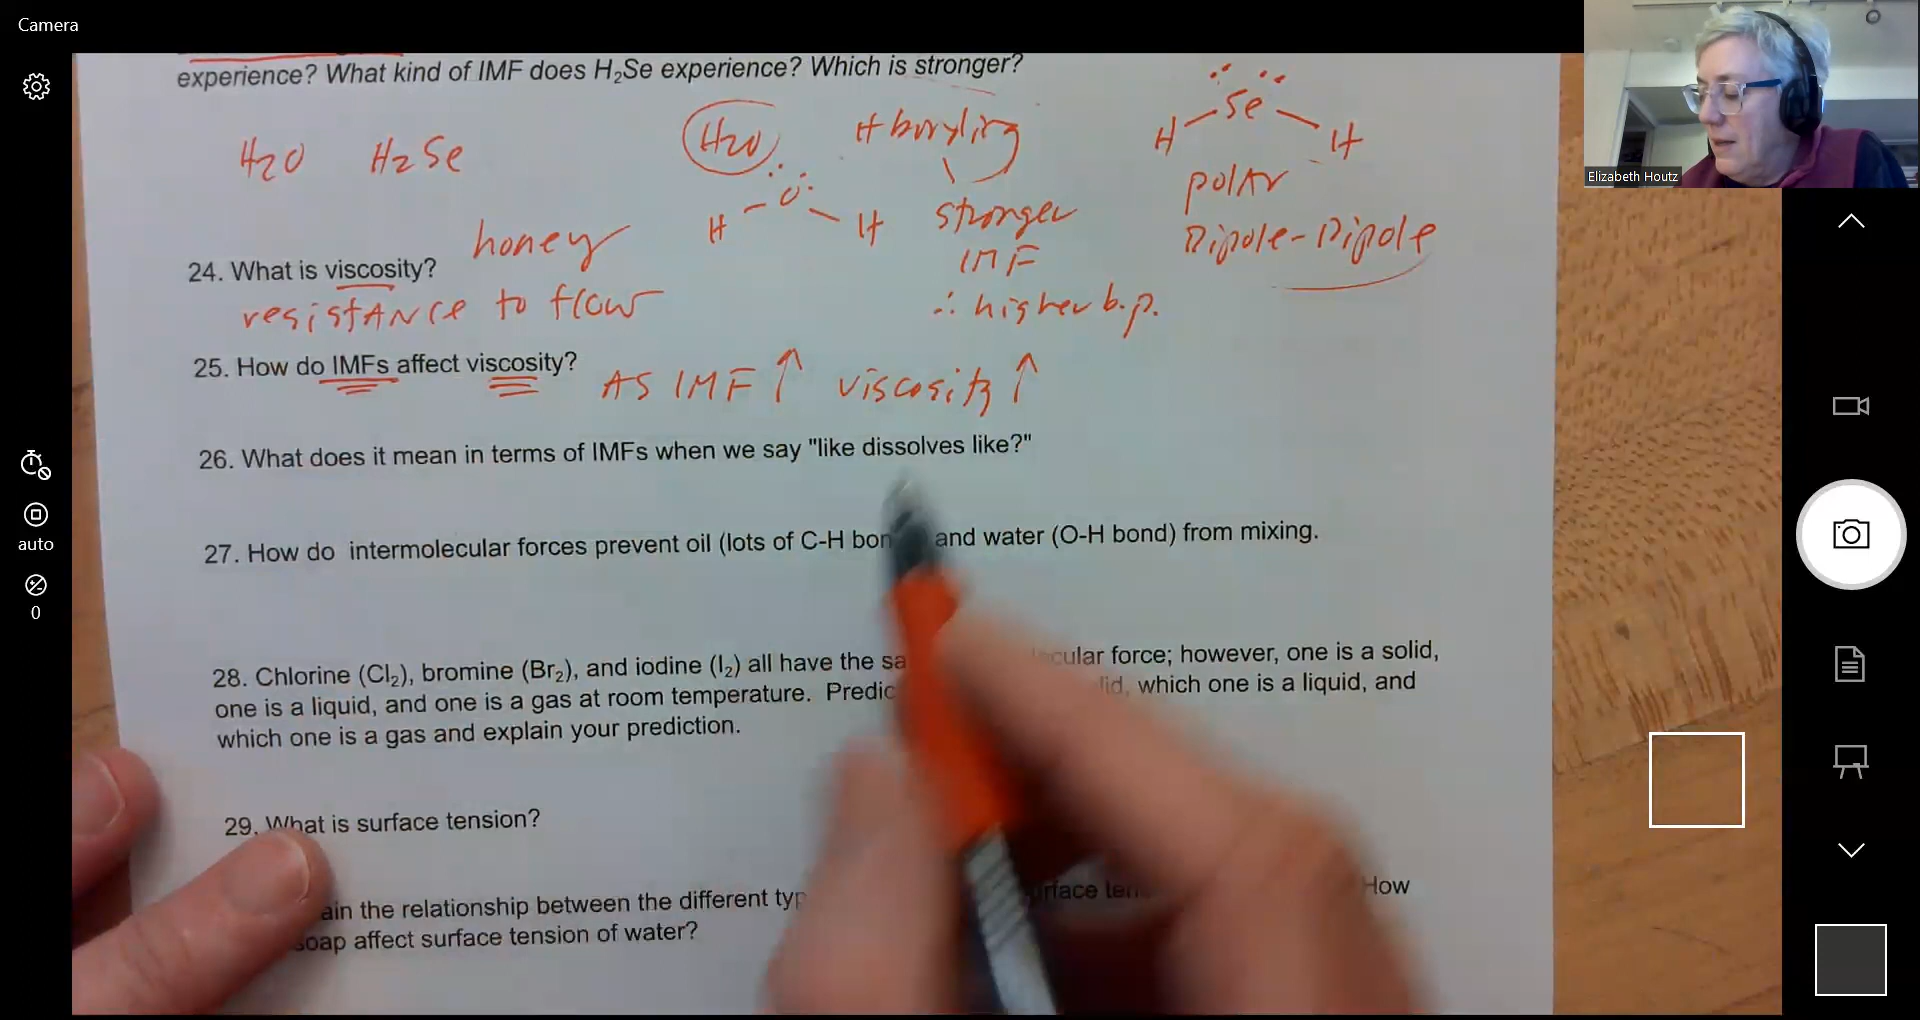 Camera
experience? What kind of IMF does H₂Se experience? Which is stronger?
H2O H2Se
H2O
H bonding
Se
H H
polar
Dipole-Dipole
O
H H
stronger
IMF
∴ higher b.p.
honey
24. What is viscosity?
resistance to flow
25. How do IMFs affect viscosity?
As IMF ↑ viscosity ↑
26. What does it mean in terms of IMFs when we say "like dissolves like?"
27. How do intermolecular forces prevent oil (lots of C-H and water (O-H bond) from mixing.
28. Chlorine (Cl₂), bromine (Br₂), and iodine (I₂) all have the force; however, one is a solid,
one is a liquid, and one is a gas at room temperature. which one is a liquid, and
which one is a gas and explain your prediction.
29. What is surface tension?
the relationship between the different How
soap affect surface tension of water?
Elizabeth Houtz
auto
0